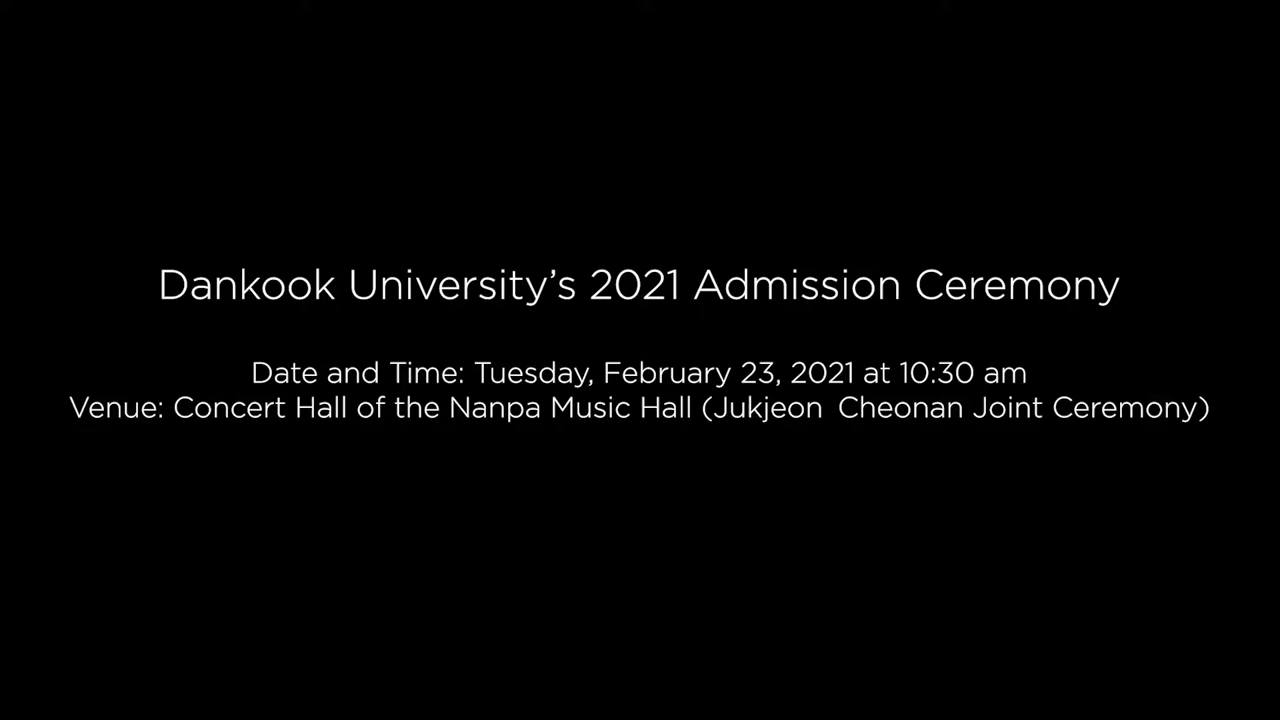 Dankook University’s 2021 Admission Ceremony
Date and Time: Tuesday, February 23, 2021 at 10:30 am
Venue: Concert Hall of the Nanpa Music Hall (Jukjeon  Cheonan Joint Ceremony)